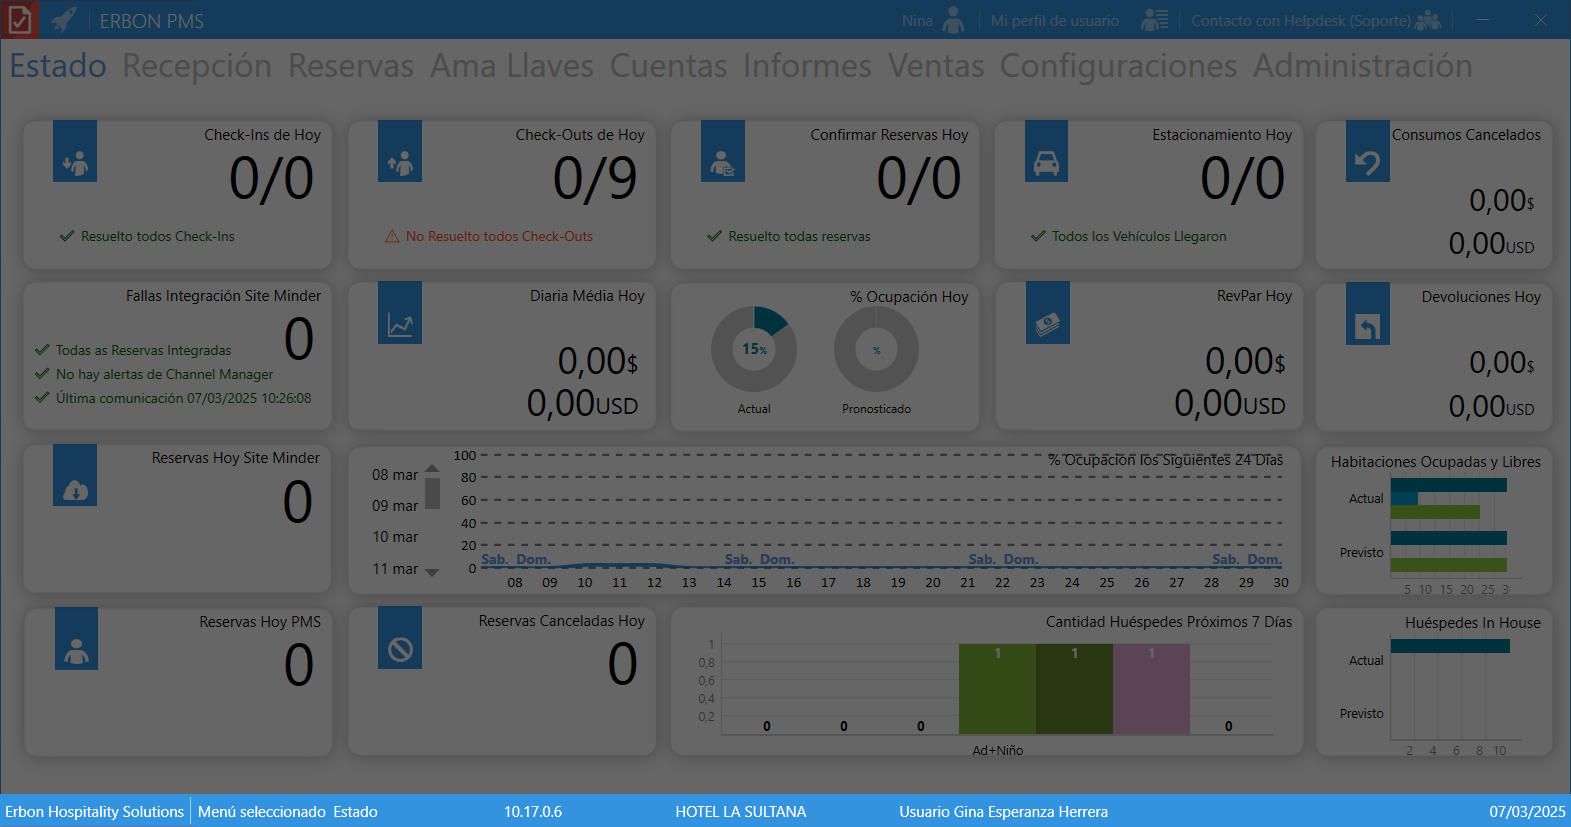 ERBON PMS
Nina
Mi perfil de usuario
Contacto con Helpdesk (Soporte)
Estado Recepción Reservas Ama Llaves Cuentas Informes Ventas Configuraciones Administración
Check-Ins de Hoy
0/0
Resuelto todos Check-Ins
Check-Outs de Hoy
0/9
No Resuelto todos Check-Outs
Confirmar Reservas Hoy
0/0
Resuelto todas reservas
Estacionamiento Hoy
0/0
Todos los Vehículos Llegaron
Consumos Cancelados
0,00$
0,00USD
Fallas Integración Site Minder
0
Todas as Reservas Integradas
No hay alertas de Channel Manager
Última comunicación 07/03/2025 10:26:08
Diaria Média Hoy
0,00$
0,00USD
% Ocupación Hoy
15%
%
Actual
Pronosticado
RevPar Hoy
0,00$
0,00USD
Devoluciones Hoy
0,00$
0,00USD
Reservas Hoy Site Minder
0
08 mar
09 mar
10 mar
11 mar
% Ocupación los Siguientes 24 Días
100
80
60
40
20
0
Sab. Dom. Sab. Dom. Sab. Dom. Sab. Dom.
08 09 10 11 12 13 14 15 16 17 18 19 20 21 22 23 24 25 26 27 28 29 30
Habitaciones Ocupadas y Libres
Actual
Previsto
5 10 15 20 25 3
Reservas Hoy PMS
0
Reservas Canceladas Hoy
0
Cantidad Huéspedes Próximos 7 Días
1
0,8
0,6
0,4
0,2
0 0 0 1 1 1 0
Ad+Niño
Huéspedes In House
Actual
Previsto
2 4 6 8 10
Erbon Hospitality Solutions
Menú seleccionado Estado
10.17.0.6
HOTEL LA SULTANA
Usuario Gina Esperanza Herrera
07/03/2025